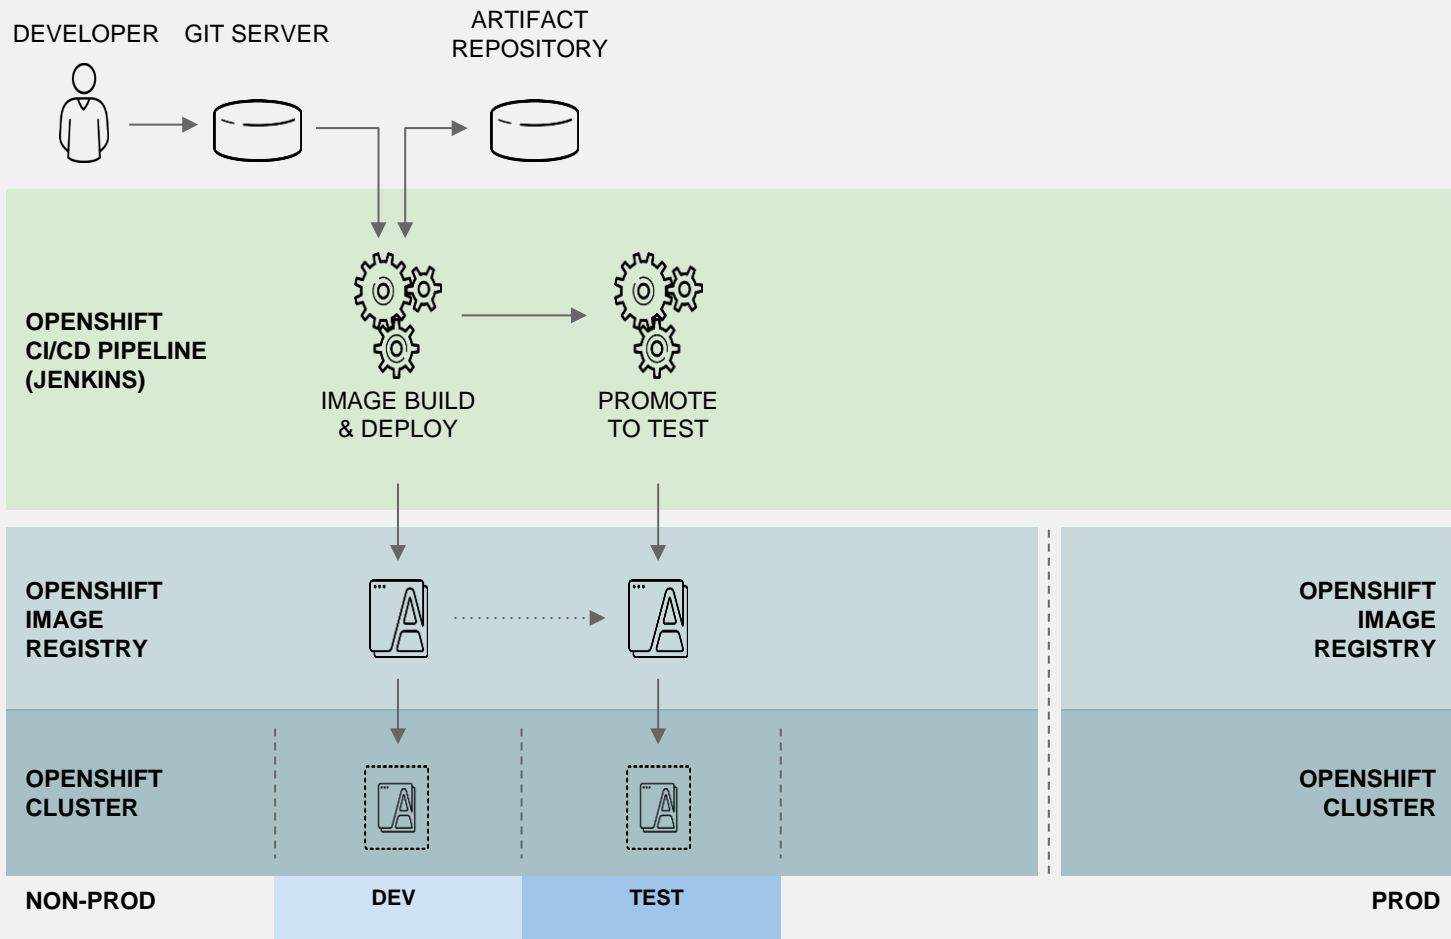 DEVELOPER
GIT SERVER
ARTIFACT
REPOSITORY
OPENSHIFT
CI/CD PIPELINE
(JENKINS)
IMAGE BUILD
& DEPLOY
PROMOTE
TO TEST
OPENSHIFT
IMAGE
REGISTRY
OPENSHIFT
IMAGE
REGISTRY
OPENSHIFT
CLUSTER
OPENSHIFT
CLUSTER
NON-PROD
DEV
TEST
PROD